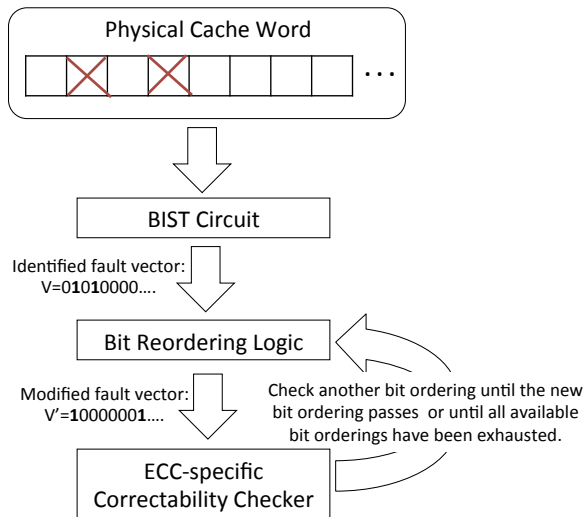 Physical Cache Word
...
BIST Circuit
Identified fault vector:
V=01010000....
Bit Reordering Logic
Modified fault vector:
V'=10000001....
Check another bit ordering until the new
bit ordering passes or until all available
bit orderings have been exhausted.
ECC-specific
Correctability Checker